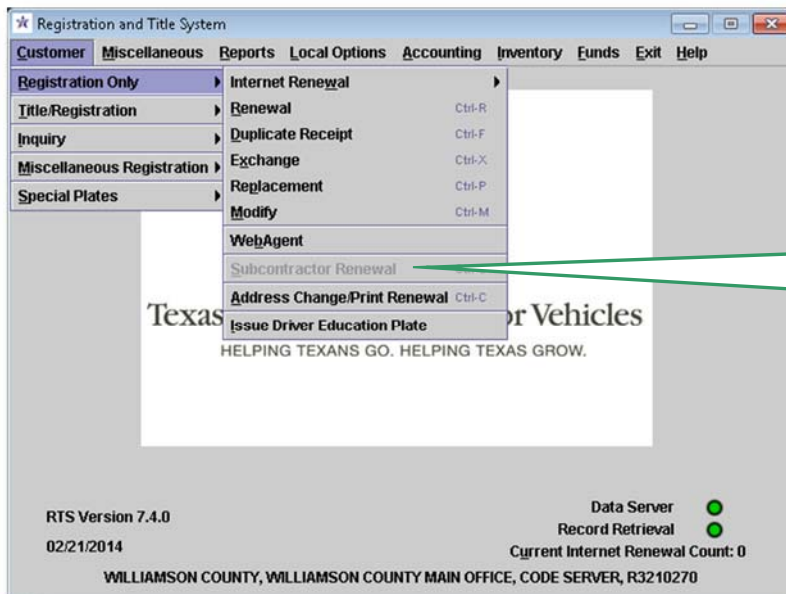 Registration and Title System
Customer Miscellaneous Reports Local Options Accounting Inventory Funds Exit Help
Registration Only
Title/Registration
Inquiry
Miscellaneous Registration
Special Plates
Internet Renewal
Renewal Ctrl-R
Duplicate Receipt Ctrl-F
Exchange Ctrl-X
Replacement Ctrl-P
Modify Ctrl-M
WebAgent
Subcontractor Renewal
Address Change/Print Renewal Ctrl-C
Issue Driver Education Plate
Texas r Vehicles
HELPING TEXANS GO. HELPING TEXAS GROW.
RTS Version 7.4.0
02/21/2014
Data Server
Record Retrieval
Current Internet Renewal Count: 0
WILLIAMSON COUNTY, WILLIAMSON COUNTY MAIN OFFICE, CODE SERVER, R3210270